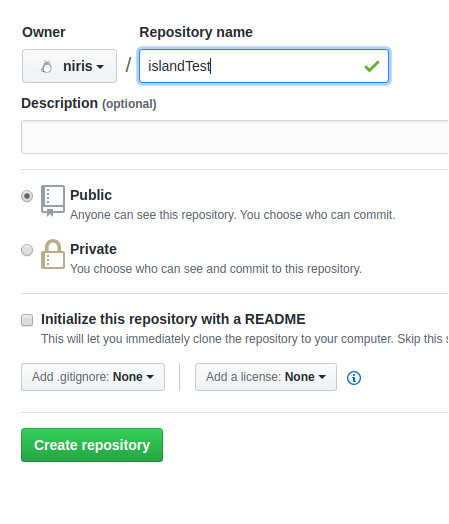 Owner Repository name
niris / islandTest
Description (optional)
Public
Anyone can see this repository. You choose who can commit.
Private
You choose who can see and commit to this repository.
Initialize this repository with a README
This will let you immediately clone the repository to your computer. Skip this
Add .gitignore: None Add a license: None
Create repository